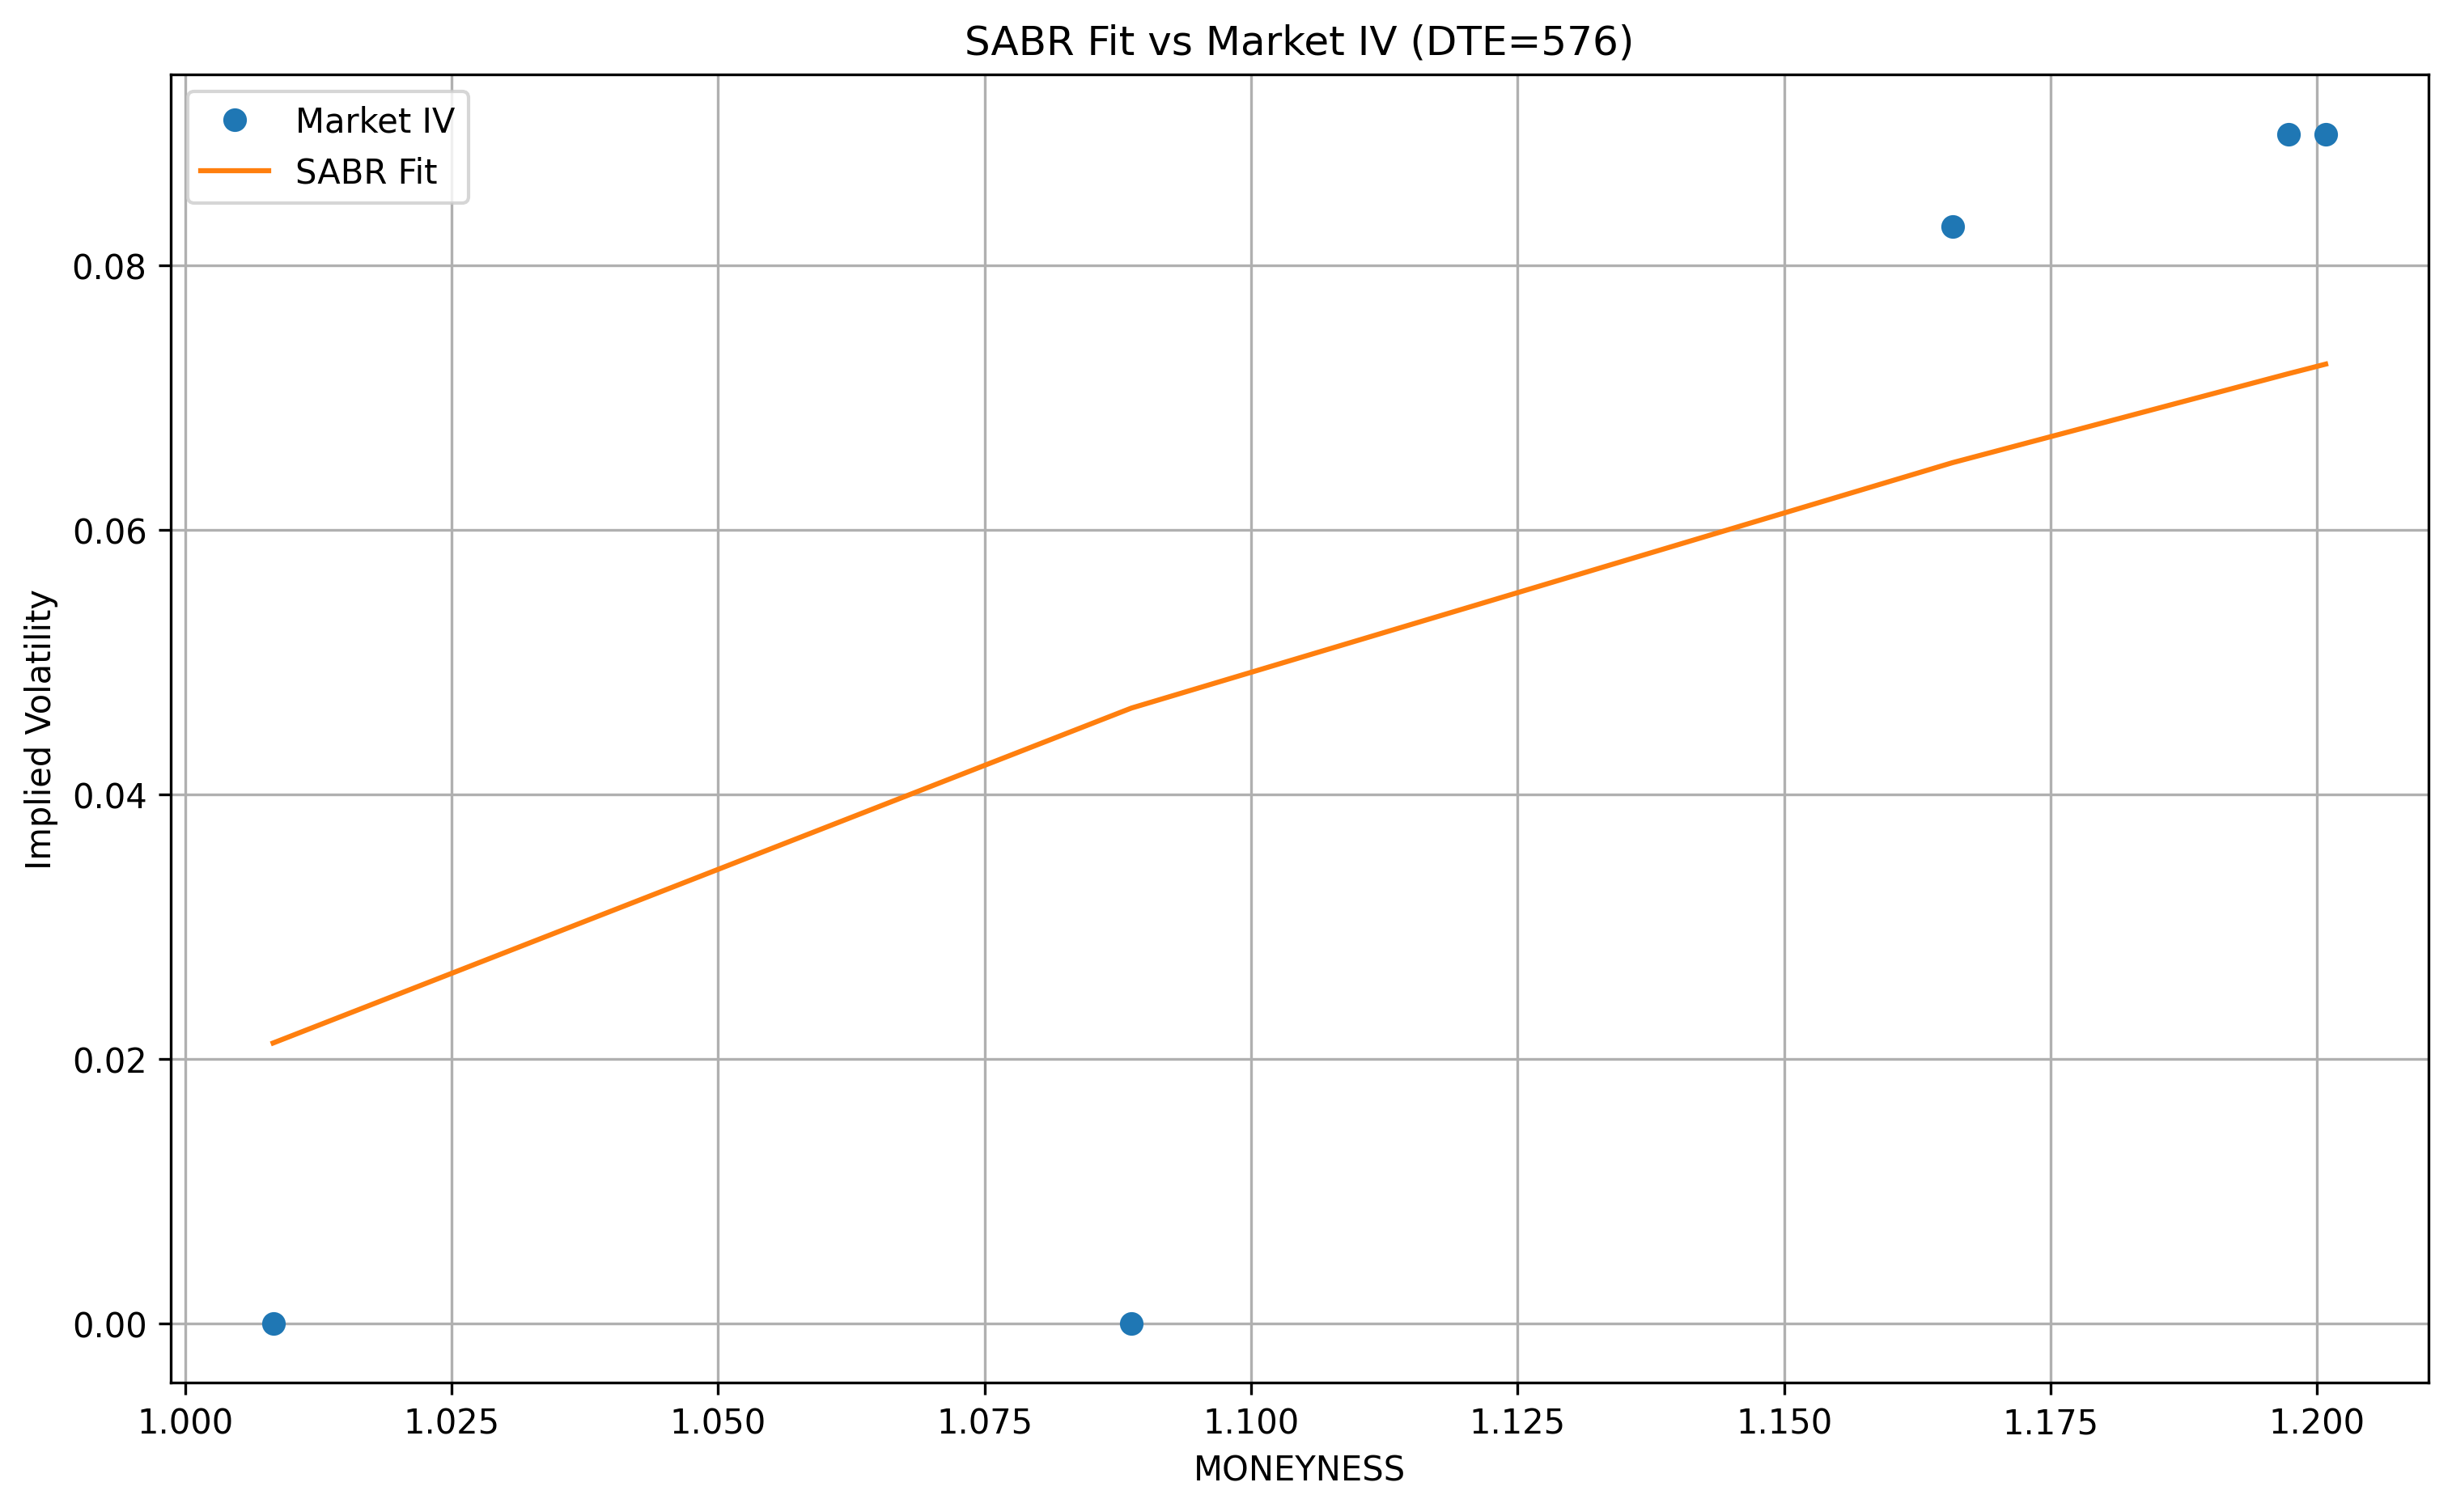 SABR Fit vs Market IV (DTE=576)
Market IV
SABR Fit
Implied Volatility
0.08
0.06
0.04
0.02
0.00
1.000 1.025 1.050 1.075 1.100 1.125 1.150 1.175 1.200
MONEYNESS